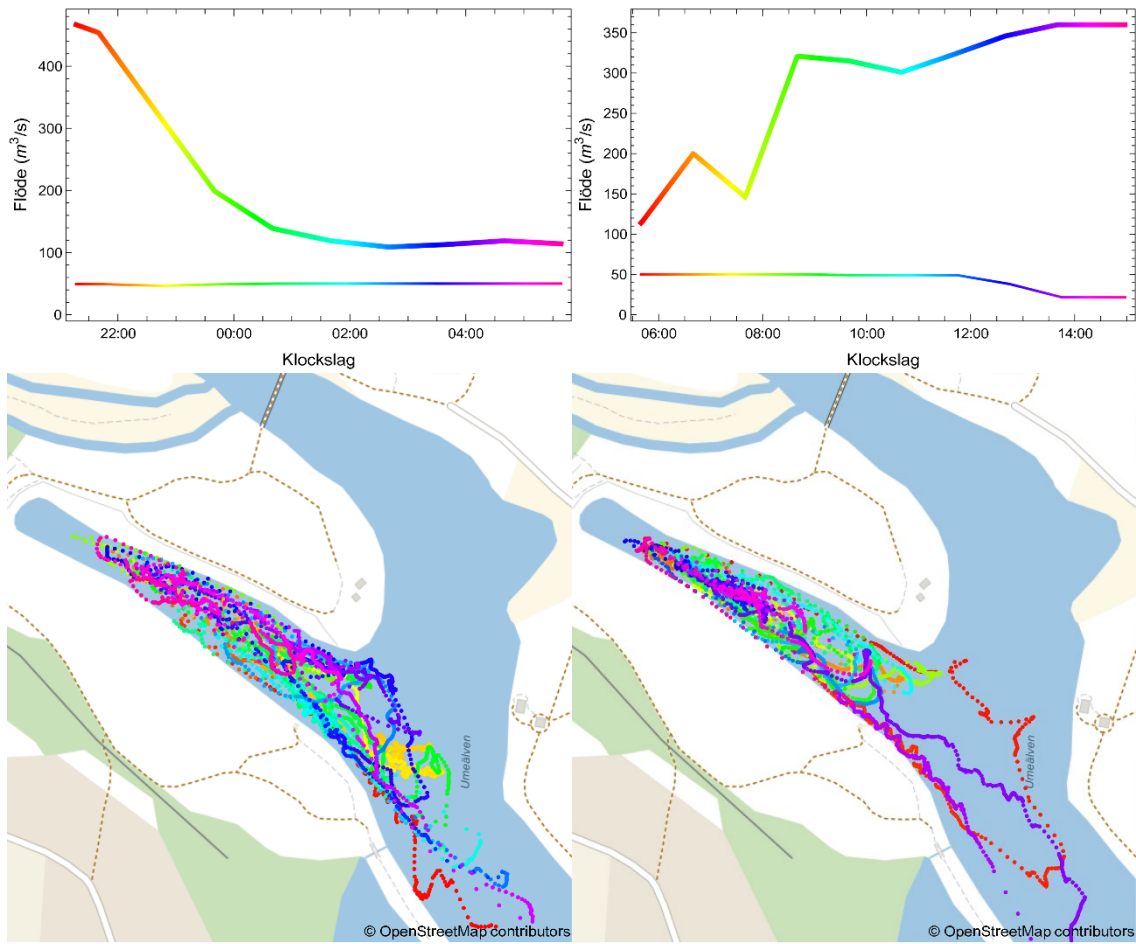 Flöde (m³/s)
400
300
200
100
0
22:00 00:00 02:00 04:00
Klockslag
Flöde (m³/s)
350
300
250
200
150
100
50
0
06:00 08:00 10:00 12:00 14:00
Klockslag
Umeälven
© OpenStreetMap contributors
Umeälven
© OpenStreetMap contributors